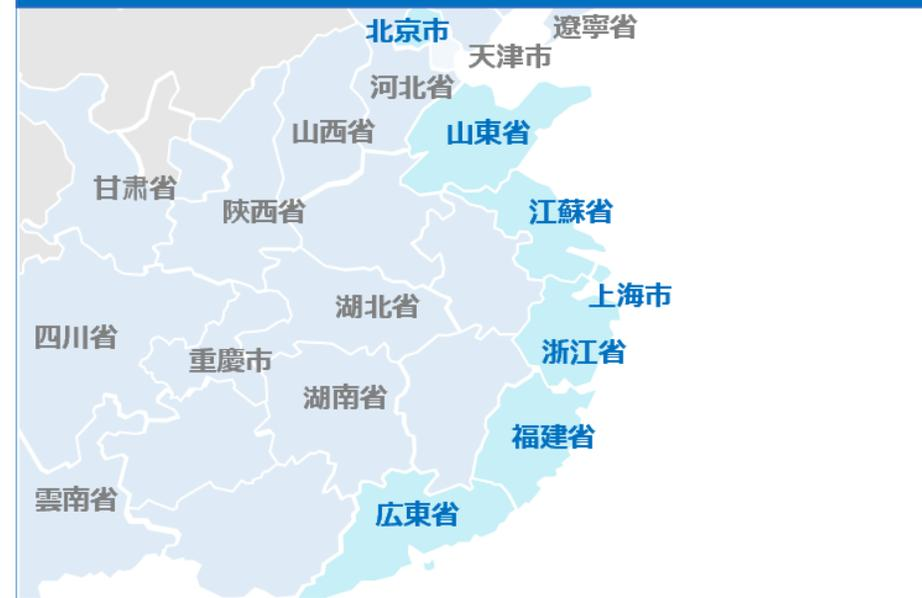 北京市
遼寧省
天津市
河北省
山西省
山東省
甘粛省
陝西省
江蘇省
上海市
湖北省
四川省
浙江省
重慶市
湖南省
福建省
雲南省
広東省